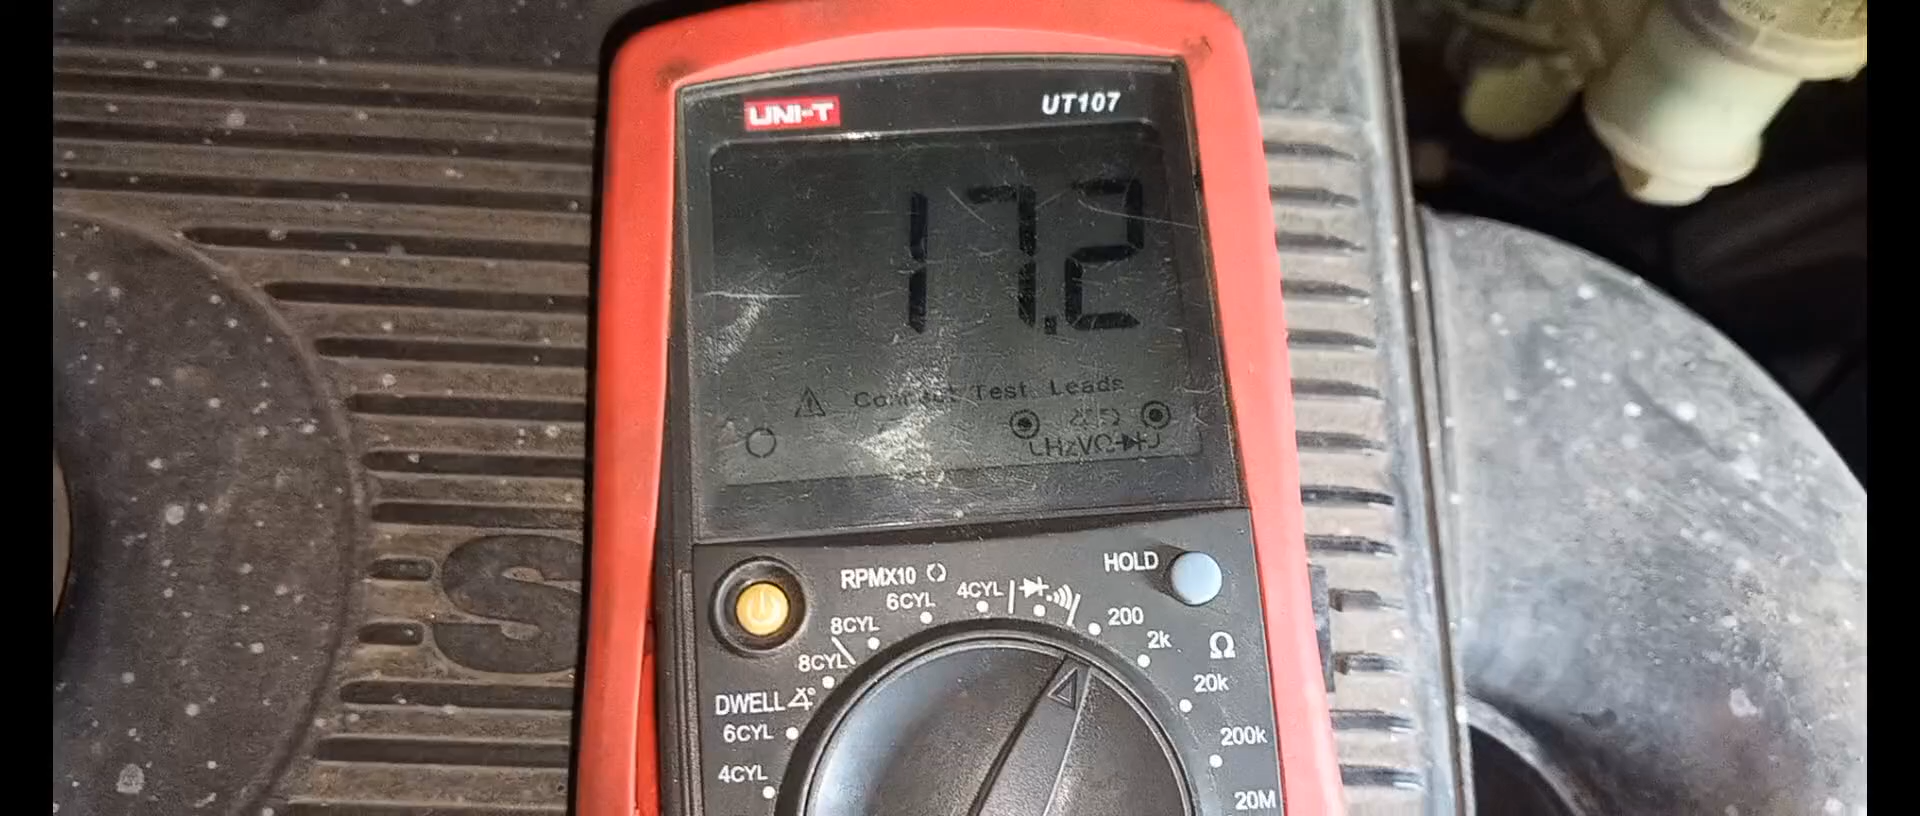 UNI-T UT107
17.2
Connect Test Leads
HzVΩ
HOLD
RPMX10
4CYL
6CYL
8CYL
8CYL
DWELL
6CYL
4CYL
200
2k
Ω
20k
200k
20M
S